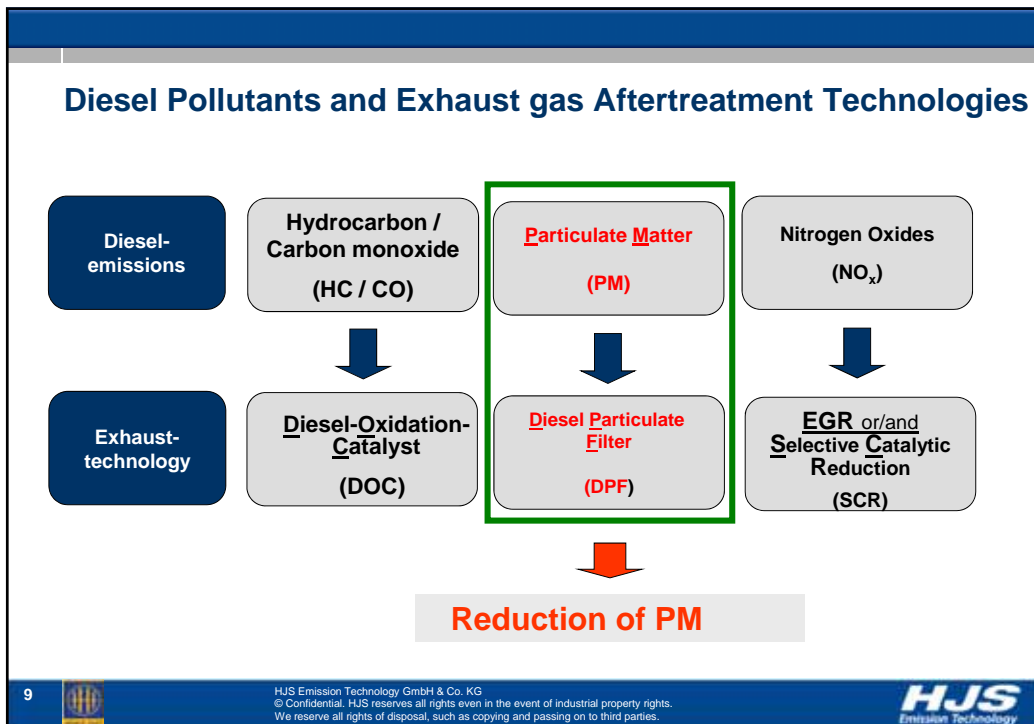 Diesel Pollutants and Exhaust gas Aftertreatment Technologies
Diesel-
emissions
Hydrocarbon /
Carbon monoxide
(HC / CO)
Particulate Matter
(PM)
Nitrogen Oxides
(NOx)
Exhaust-
technology
Diesel-Oxidation-
Catalyst
(DOC)
Diesel Particulate
Filter
(DPF)
EGR or/and
Selective Catalytic
Reduction
(SCR)
Reduction of PM
9
HJS Emission Technology GmbH & Co. KG
© Confidential. HJS reserves all rights even in the event of industrial property rights.
We reserve all rights of disposal, such as copying and passing on to third parties.
HJS
Emission Technology